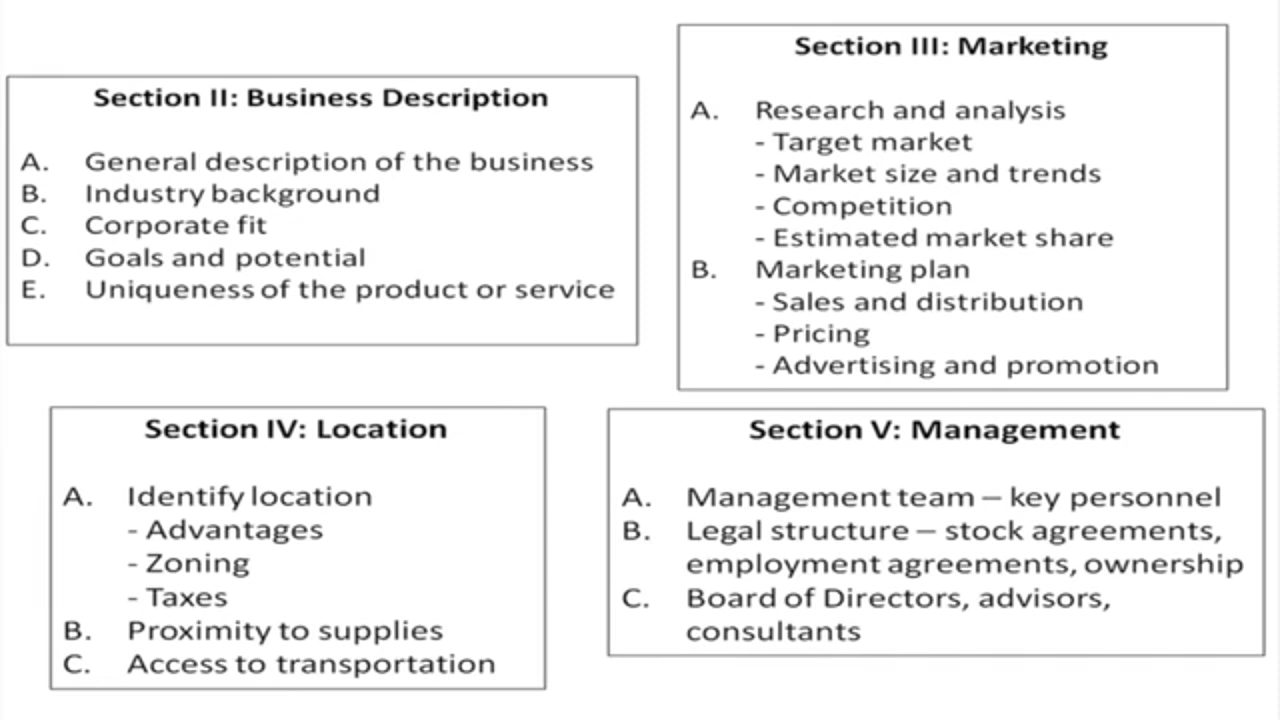 Section II: Business Description
A. General description of the business
B. Industry background
C. Corporate fit
D. Goals and potential
E. Uniqueness of the product or service
Section III: Marketing
A. Research and analysis
- Target market
- Market size and trends
- Competition
- Estimated market share
B. Marketing plan
- Sales and distribution
- Pricing
- Advertising and promotion
Section IV: Location
A. Identify location
- Advantages
- Zoning
- Taxes
B. Proximity to supplies
C. Access to transportation
Section V: Management
A. Management team – key personnel
B. Legal structure – stock agreements,
employment agreements, ownership
C. Board of Directors, advisors,
consultants